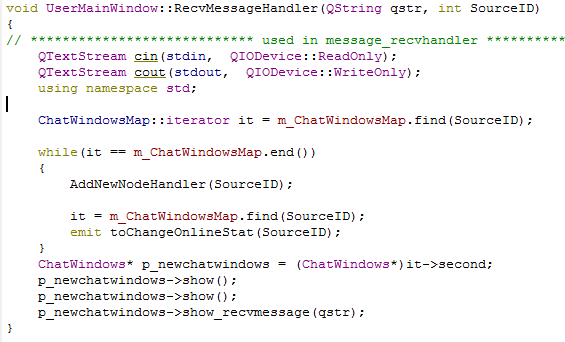 void UserMainWindow::RecvMessageHandler(QString qstr, int SourceID)
{
// **************************** used in message_recvhandler **********
    QTextStream cin(stdin,  QIODevice::ReadOnly);
    QTextStream cout(stdout,  QIODevice::WriteOnly);
    using namespace std;
    ChatWindowsMap::iterator it = m_ChatWindowsMap.find(SourceID);
    while(it == m_ChatWindowsMap.end())
    {
        AddNewNodeHandler(SourceID);
        it = m_ChatWindowsMap.find(SourceID);
        emit toChangeOnlineStat(SourceID);
    }
    ChatWindows* p_newchatwindows = (ChatWindows*)it->second;
    p_newchatwindows->show();
    p_newchatwindows->show();
    p_newchatwindows->show_recvmessage(qstr);
}